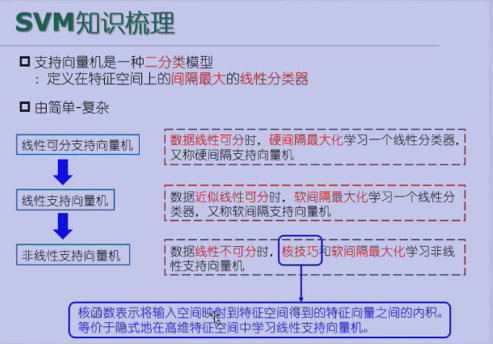 SVM知识梳理
支持向量机是一种二分类模型
：定义在特征空间上的间隔最大的线性分类器
由简单-复杂
线性可分支持向量机
数据线性可分时，硬间隔最大化学习一个线性分类器，
又称硬间隔支持向量机
线性支持向量机
数据近似线性可分时，软间隔最大化学习一个线性分
类器，又称软间隔支持向量机
非线性支持向量机
数据线性不可分时，核技巧和软间隔最大化学习非线
性支持向量机
核函数表示将输入空间映射到特征空间得到的特征向量之间的内积。
等价于隐式地在高维特征空间中学习线性支持向量机。